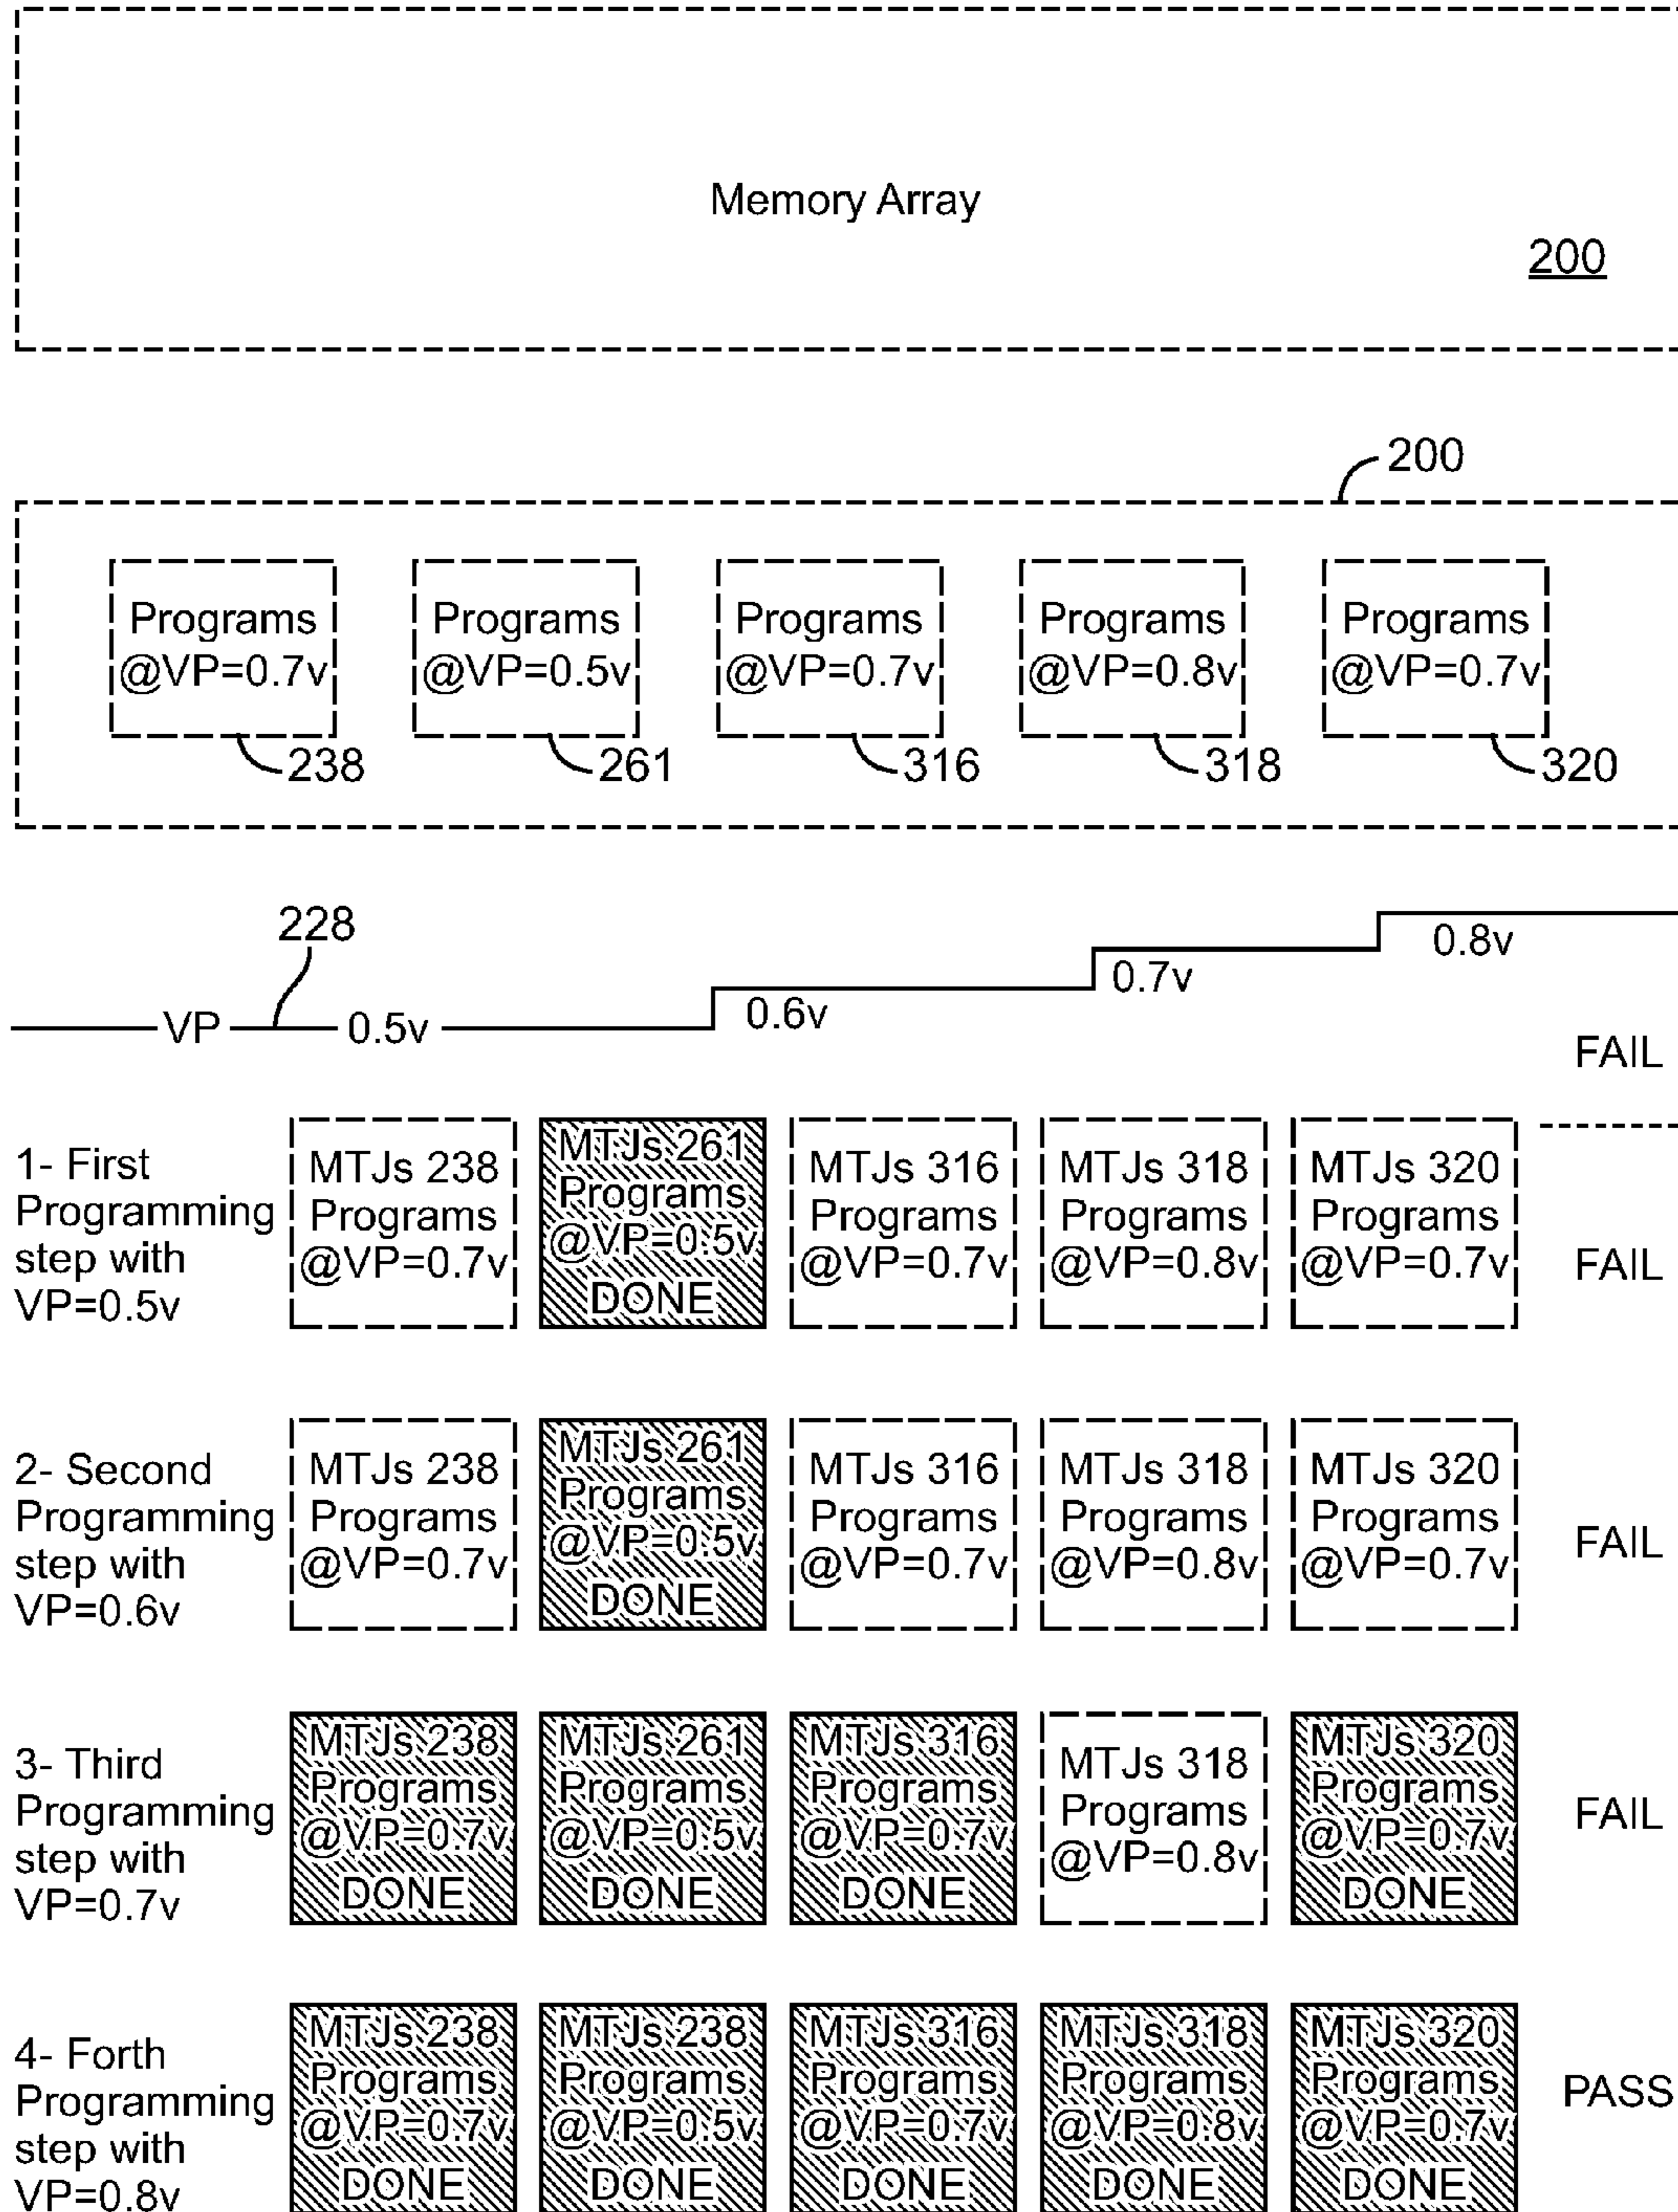 Memory Array
200
200
Programs
@VP=0.7v
Programs
@VP=0.5v
Programs
@VP=0.7v
Programs
@VP=0.8v
Programs
@VP=0.7v
238
261
316
318
320
228
VP
0.5v
0.6v
0.7v
0.8v
FAIL
1- First
Programming
step with
VP=0.5v
MTJs 238
Programs
@VP=0.7v
MTJs 261
Programs
@VP=0.5v
DONE
MTJs 316
Programs
@VP=0.7v
MTJs 318
Programs
@VP=0.8v
MTJs 320
Programs
@VP=0.7v
FAIL
2- Second
Programming
step with
VP=0.6v
MTJs 238
Programs
@VP=0.7v
MTJs 261
Programs
@VP=0.5v
DONE
MTJs 316
Programs
@VP=0.7v
MTJs 318
Programs
@VP=0.8v
MTJs 320
Programs
@VP=0.7v
FAIL
3- Third
Programming
step with
VP=0.7v
MTJs 238
Programs
@VP=0.7v
DONE
MTJs 261
Programs
@VP=0.5v
DONE
MTJs 316
Programs
@VP=0.7v
DONE
MTJs 318
Programs
@VP=0.8v
MTJs 320
Programs
@VP=0.7v
DONE
FAIL
4- Forth
Programming
step with
VP=0.8v
MTJs 238
Programs
@VP=0.7v
DONE
MTJs 238
Programs
@VP=0.5v
DONE
MTJs 316
Programs
@VP=0.7v
DONE
MTJs 318
Programs
@VP=0.8v
DONE
MTJs 320
Programs
@VP=0.7v
DONE
PASS